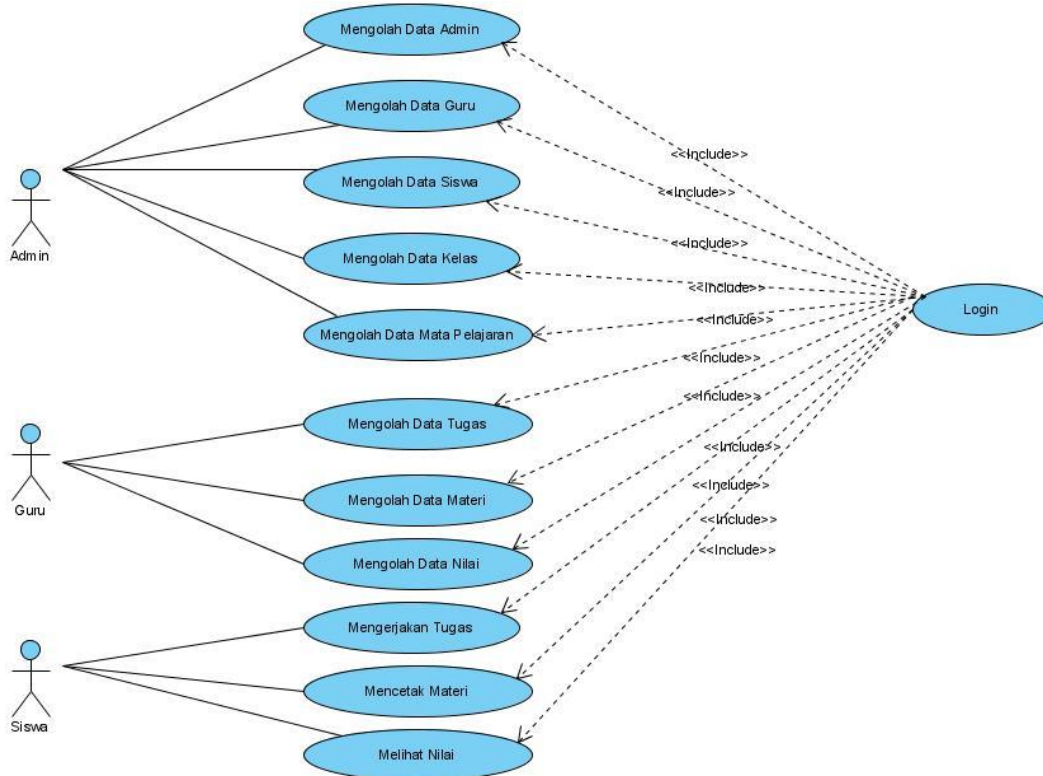 Mengolah Data Admin
Mengolah Data Guru
<<Include>>
<<Include>>
Mengolah Data Siswa
Admin
<<Include>>
Mengolah Data Kelas
<<Include>>
Login
<<Include>>
Mengolah Data Mata Pelajaran
<<Include>>
<<Include>>
Mengolah Data Tugas
<<Include>>
<<Include>>
Mengolah Data Materi
Guru
<<Include>>
<<Include>>
Mengolah Data Nilai
Mengerjakan Tugas
Mencetak Materi
Siswa
Melihat Nilai